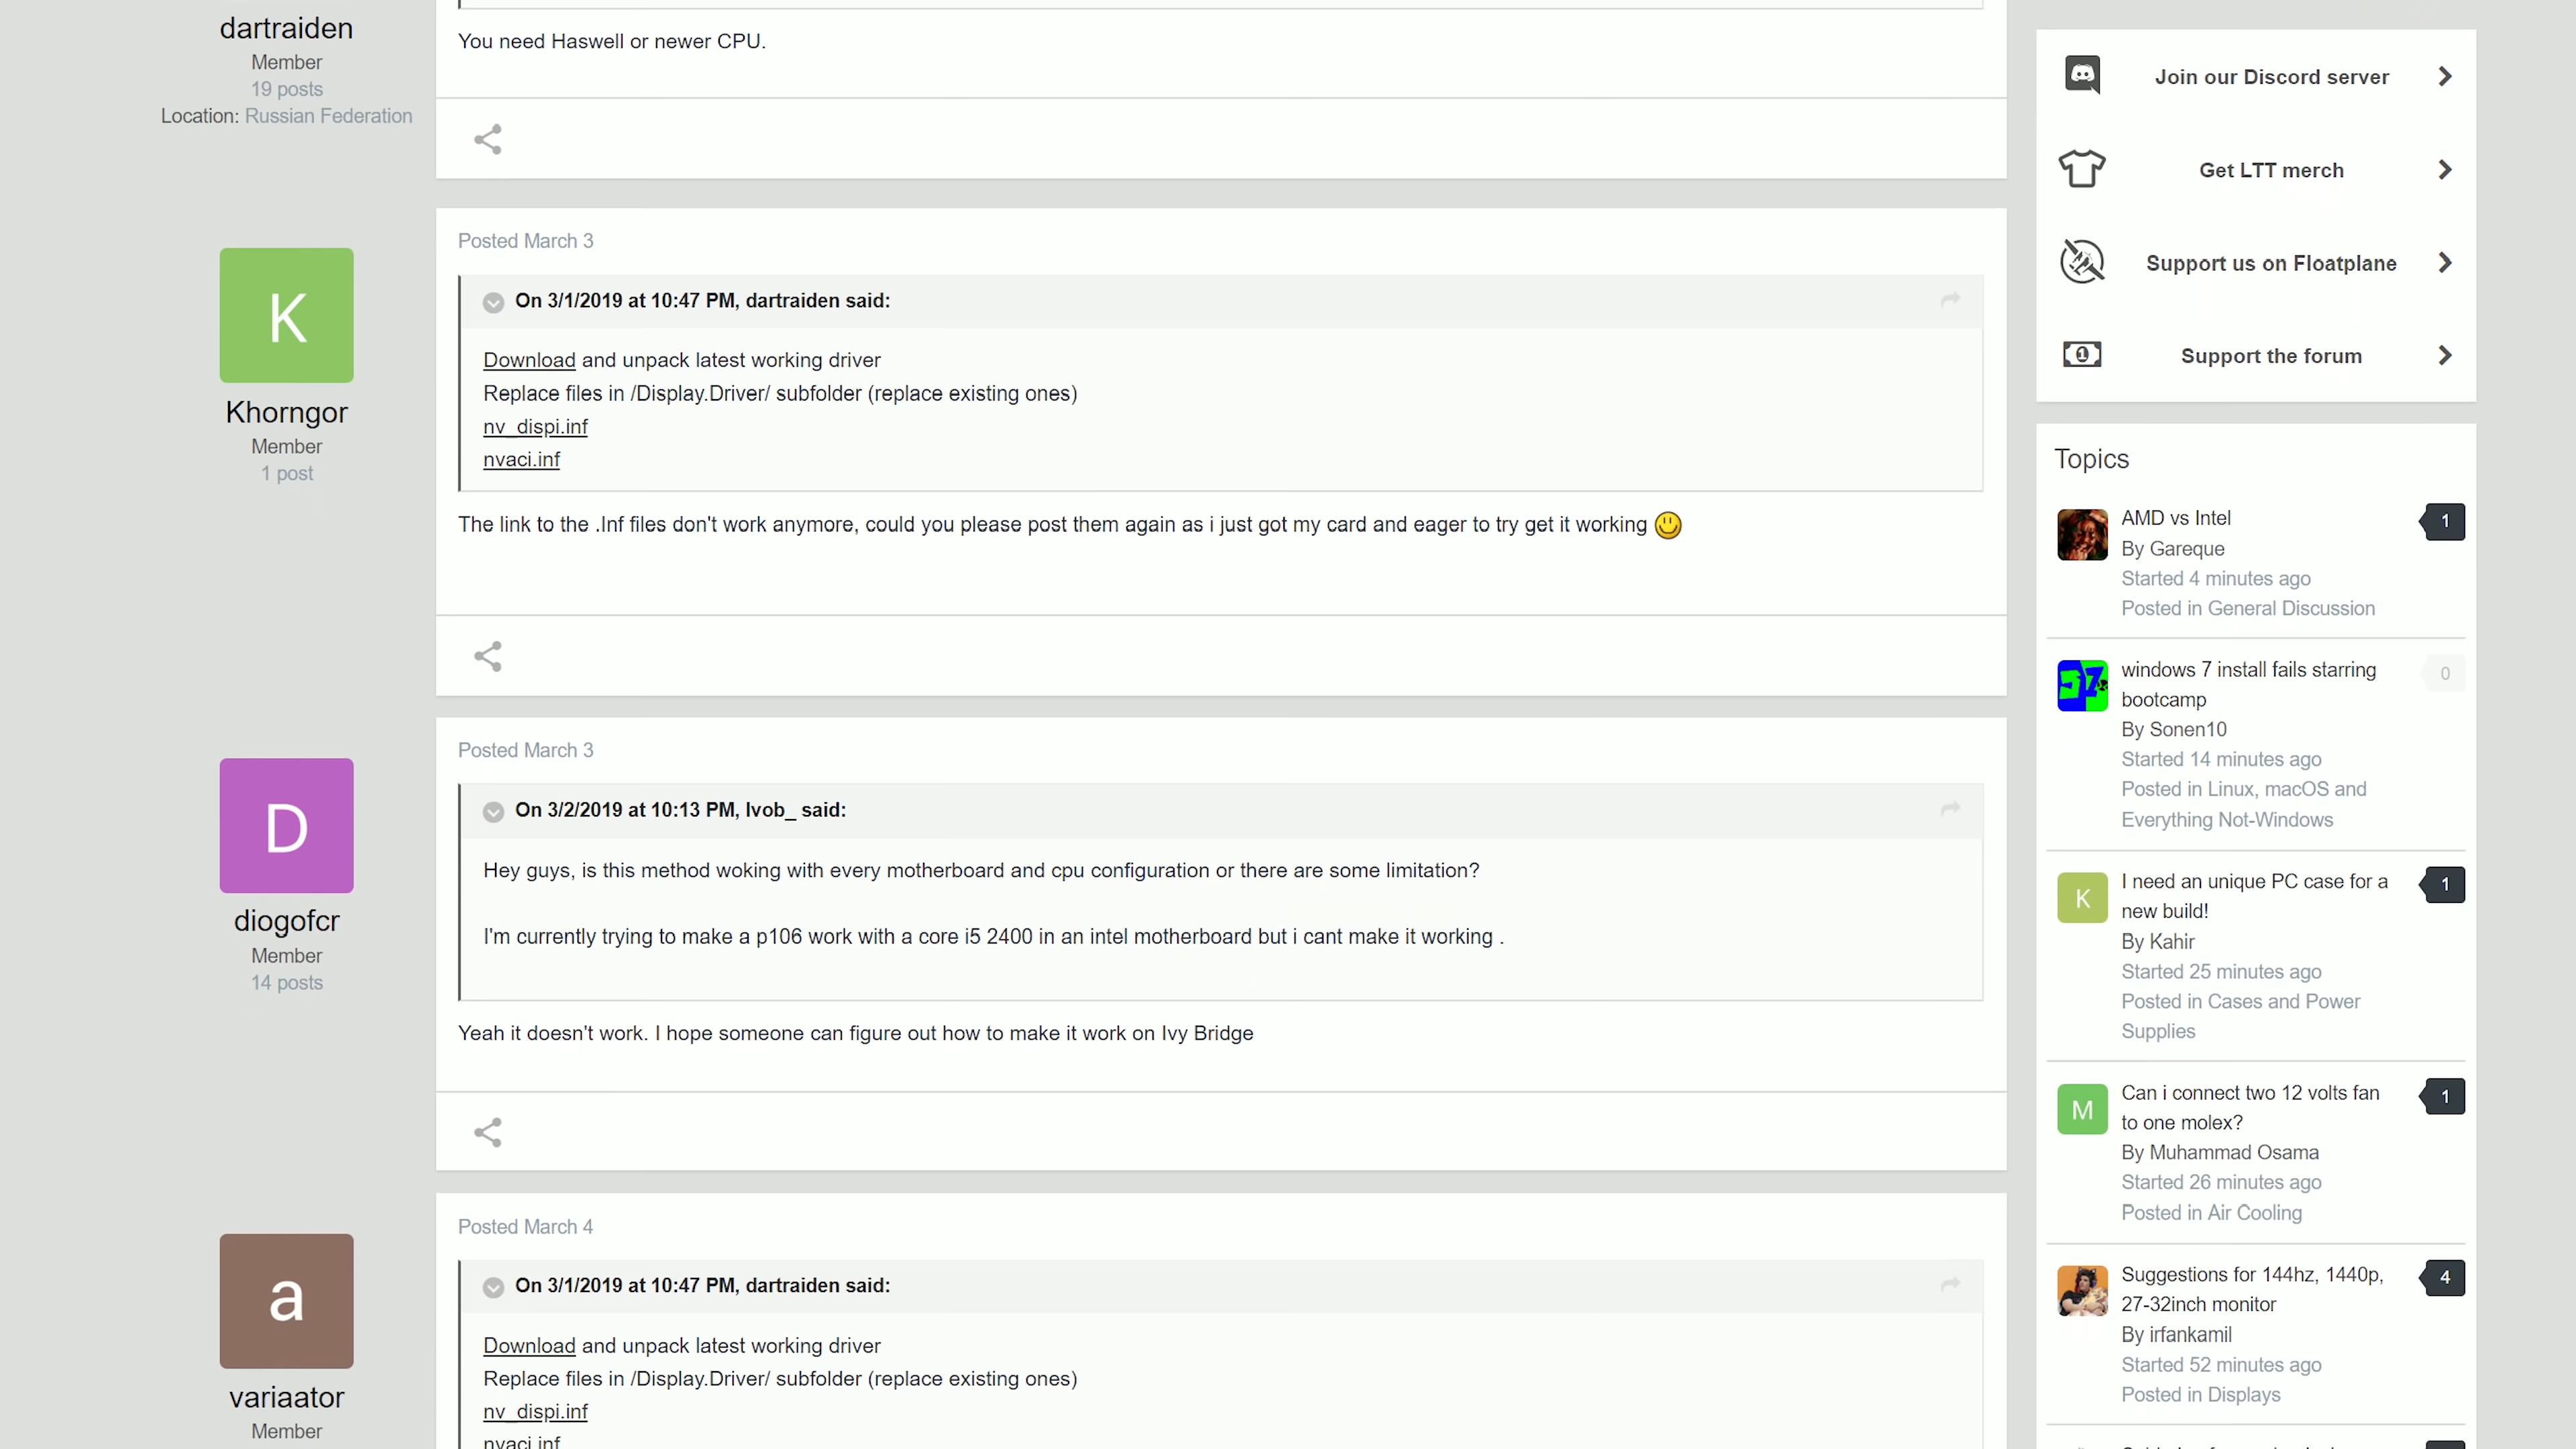 dartraiden
Member
19 posts
Location: Russian Federation
You need Haswell or newer CPU.
K
Khorngor
Member
1 post
Posted March 3
On 3/1/2019 at 10:47 PM, dartraiden said:
Download and unpack latest working driver
Replace files in /Display.Driver/ subfolder (replace existing ones)
nv_dispi.inf
nvaci.inf
The link to the .Inf files don't work anymore, could you please post them again as i just got my card and eager to try get it working
D
diogofcr
Member
14 posts
Posted March 3
On 3/2/2019 at 10:13 PM, Ivob_ said:
Hey guys, is this method woking with every motherboard and cpu configuration or there are some limitation?
I'm currently trying to make a p106 work with a core i5 2400 in an intel motherboard but i cant make it working .
Yeah it doesn't work. I hope someone can figure out how to make it work on Ivy Bridge
a
variaator
Member
Posted March 4
On 3/1/2019 at 10:47 PM, dartraiden said:
Download and unpack latest working driver
Replace files in /Display.Driver/ subfolder (replace existing ones)
nv_dispi.inf
nvaci.inf
Join our Discord server
Get LTT merch
Support us on Floatplane
Support the forum
Topics
AMD vs Intel
1
By Gareque
Started 4 minutes ago
Posted in General Discussion
windows 7 install fails starring
0
bootcamp
By Sonen10
Started 14 minutes ago
Posted in Linux, macOS and
Everything Not-Windows
K
I need an unique PC case for a
1
new build!
By Kahir
Started 25 minutes ago
Posted in Cases and Power
Supplies
M
Can i connect two 12 volts fan
1
to one molex?
By Muhammad Osama
Started 26 minutes ago
Posted in Air Cooling
Suggestions for 144hz, 1440p,
4
27-32inch monitor
By irfankamil
Started 52 minutes ago
Posted in Displays